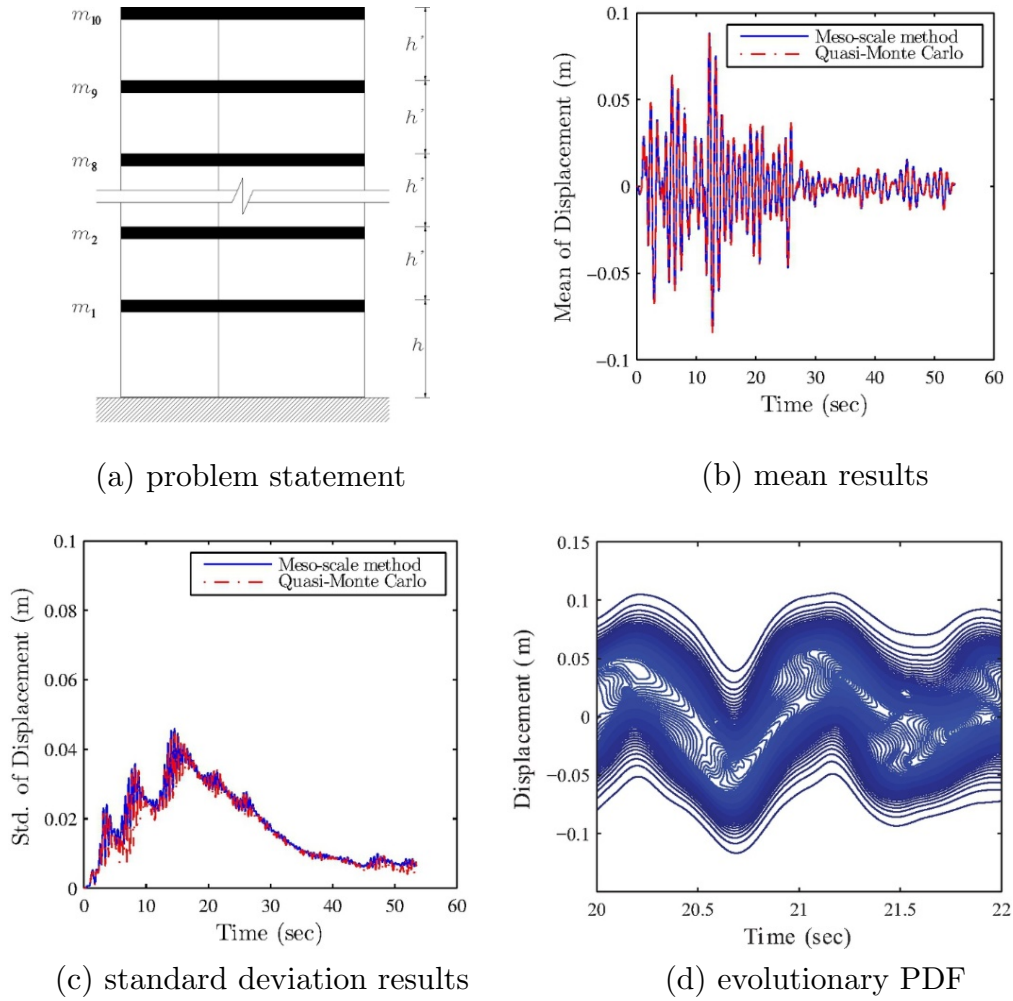 m10
h'
m9
h'
m8
h'
m2
h'
m1
h
(a) problem statement
Meso-scale method
Quasi-Monte Carlo
Mean of Displacement (m)
0.1
0.05
0
−0.05
−0.1
0 10 20 30 40 50 60
Time (sec)
(b) mean results
Meso-scale method
Quasi-Monte Carlo
Std. of Displacement (m)
0.1
0.08
0.06
0.04
0.02
0
0 10 20 30 40 50 60
Time (sec)
(c) standard deviation results
Displacement ( m)
0.15
0.1
0.05
0
−0.05
−0.1
20 20.5 21 21.5 22
Time (sec)
(d) evolutionary PDF